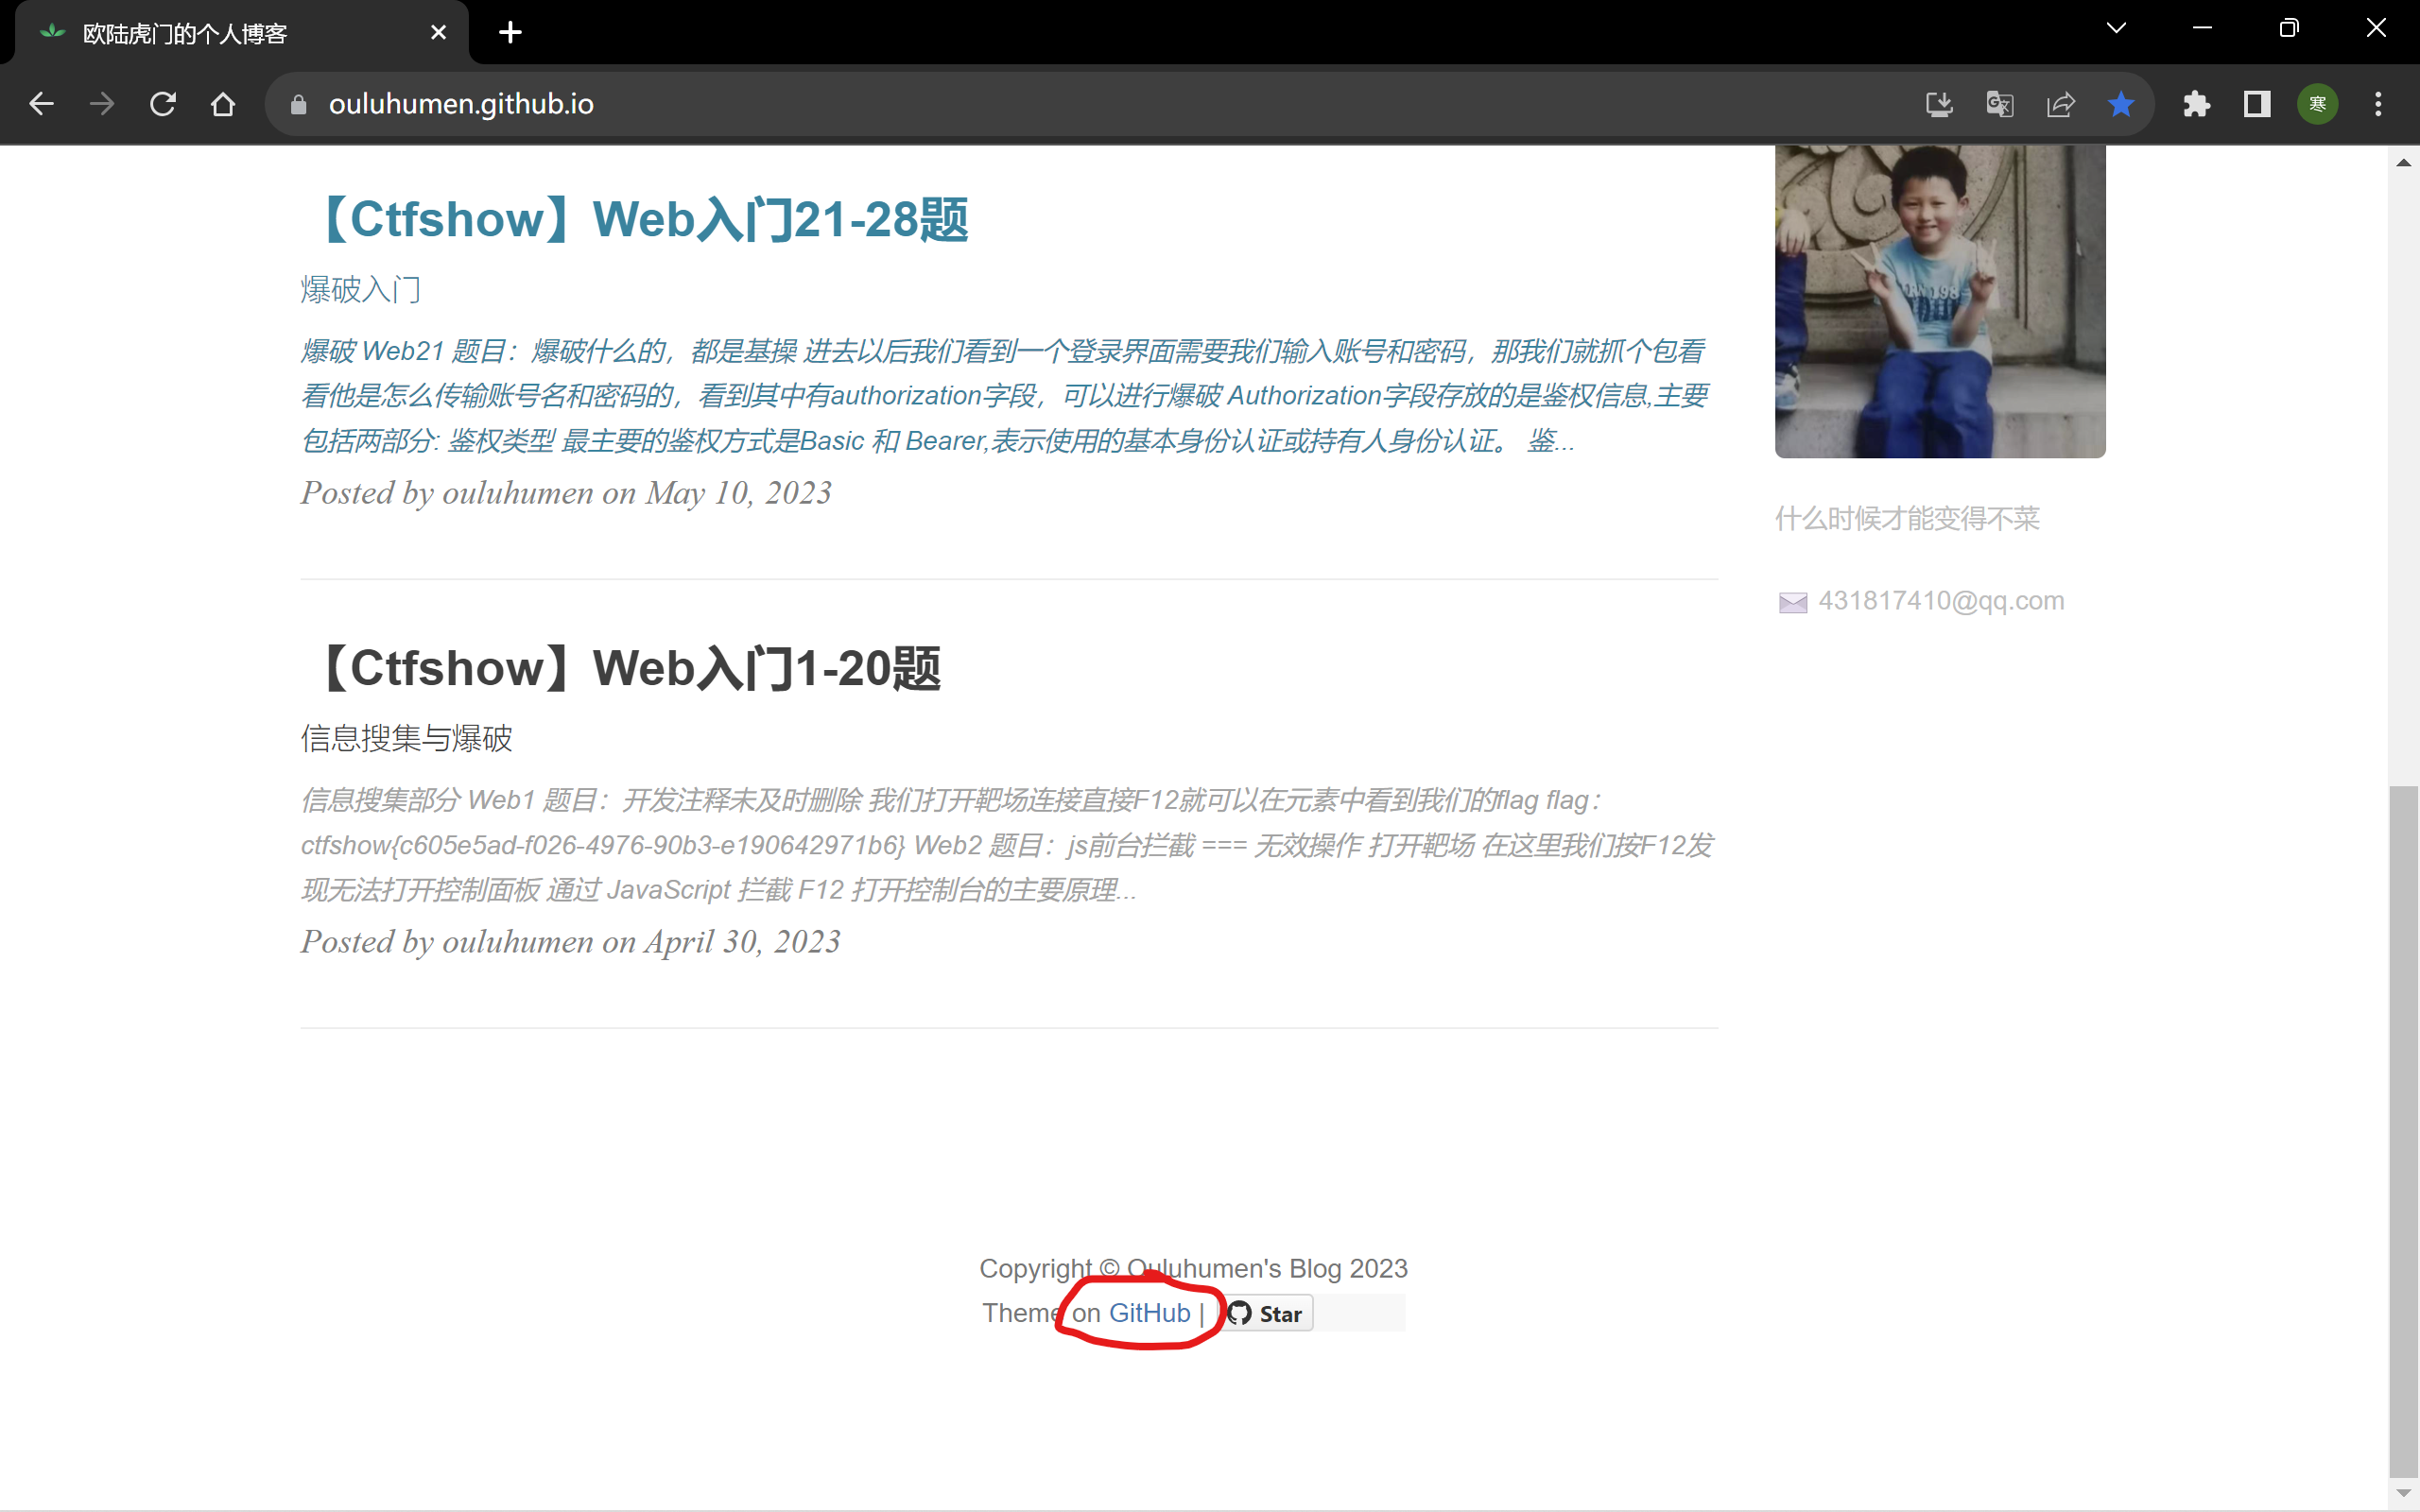 欧陆虎门的个人博客
ouluhumen.github.io
寒
【Ctfshow】Web入门21-28题
爆破入门
爆破 Web21 题目：爆破什么的，都是基操 进去以后我们看到一个登录界面需要我们输入账号和密码，那我们就抓个包看
看他是怎么传输账号名和密码的，看到其中有authorization字段，可以进行爆破 Authorization字段存放的是鉴权信息,主要
包括两部分: 鉴权类型 最主要的鉴权方式是Basic 和 Bearer,表示使用的基本身份认证或持有人身份认证。 鉴...
Posted by ouluhumen on May 10, 2023
什么时候才能变得不菜
431817410@qq.com
【Ctfshow】Web入门1-20题
信息搜集与爆破
信息搜集部分 Web1 题目：开发注释未及时删除 我们打开靶场连接直接F12就可以在元素中看到我们的flag flag：
ctfshow{c605e5ad-f026-4976-90b3-e190642971b6} Web2 题目：js前台拦截 === 无效操作 打开靶场 在这里我们按F12发
现无法打开控制面板 通过 JavaScript 拦截 F12 打开控制台的主要原理...
Posted by ouluhumen on April 30, 2023
Copyright © Ouluhumen's Blog 2023
Theme on GitHub | Star